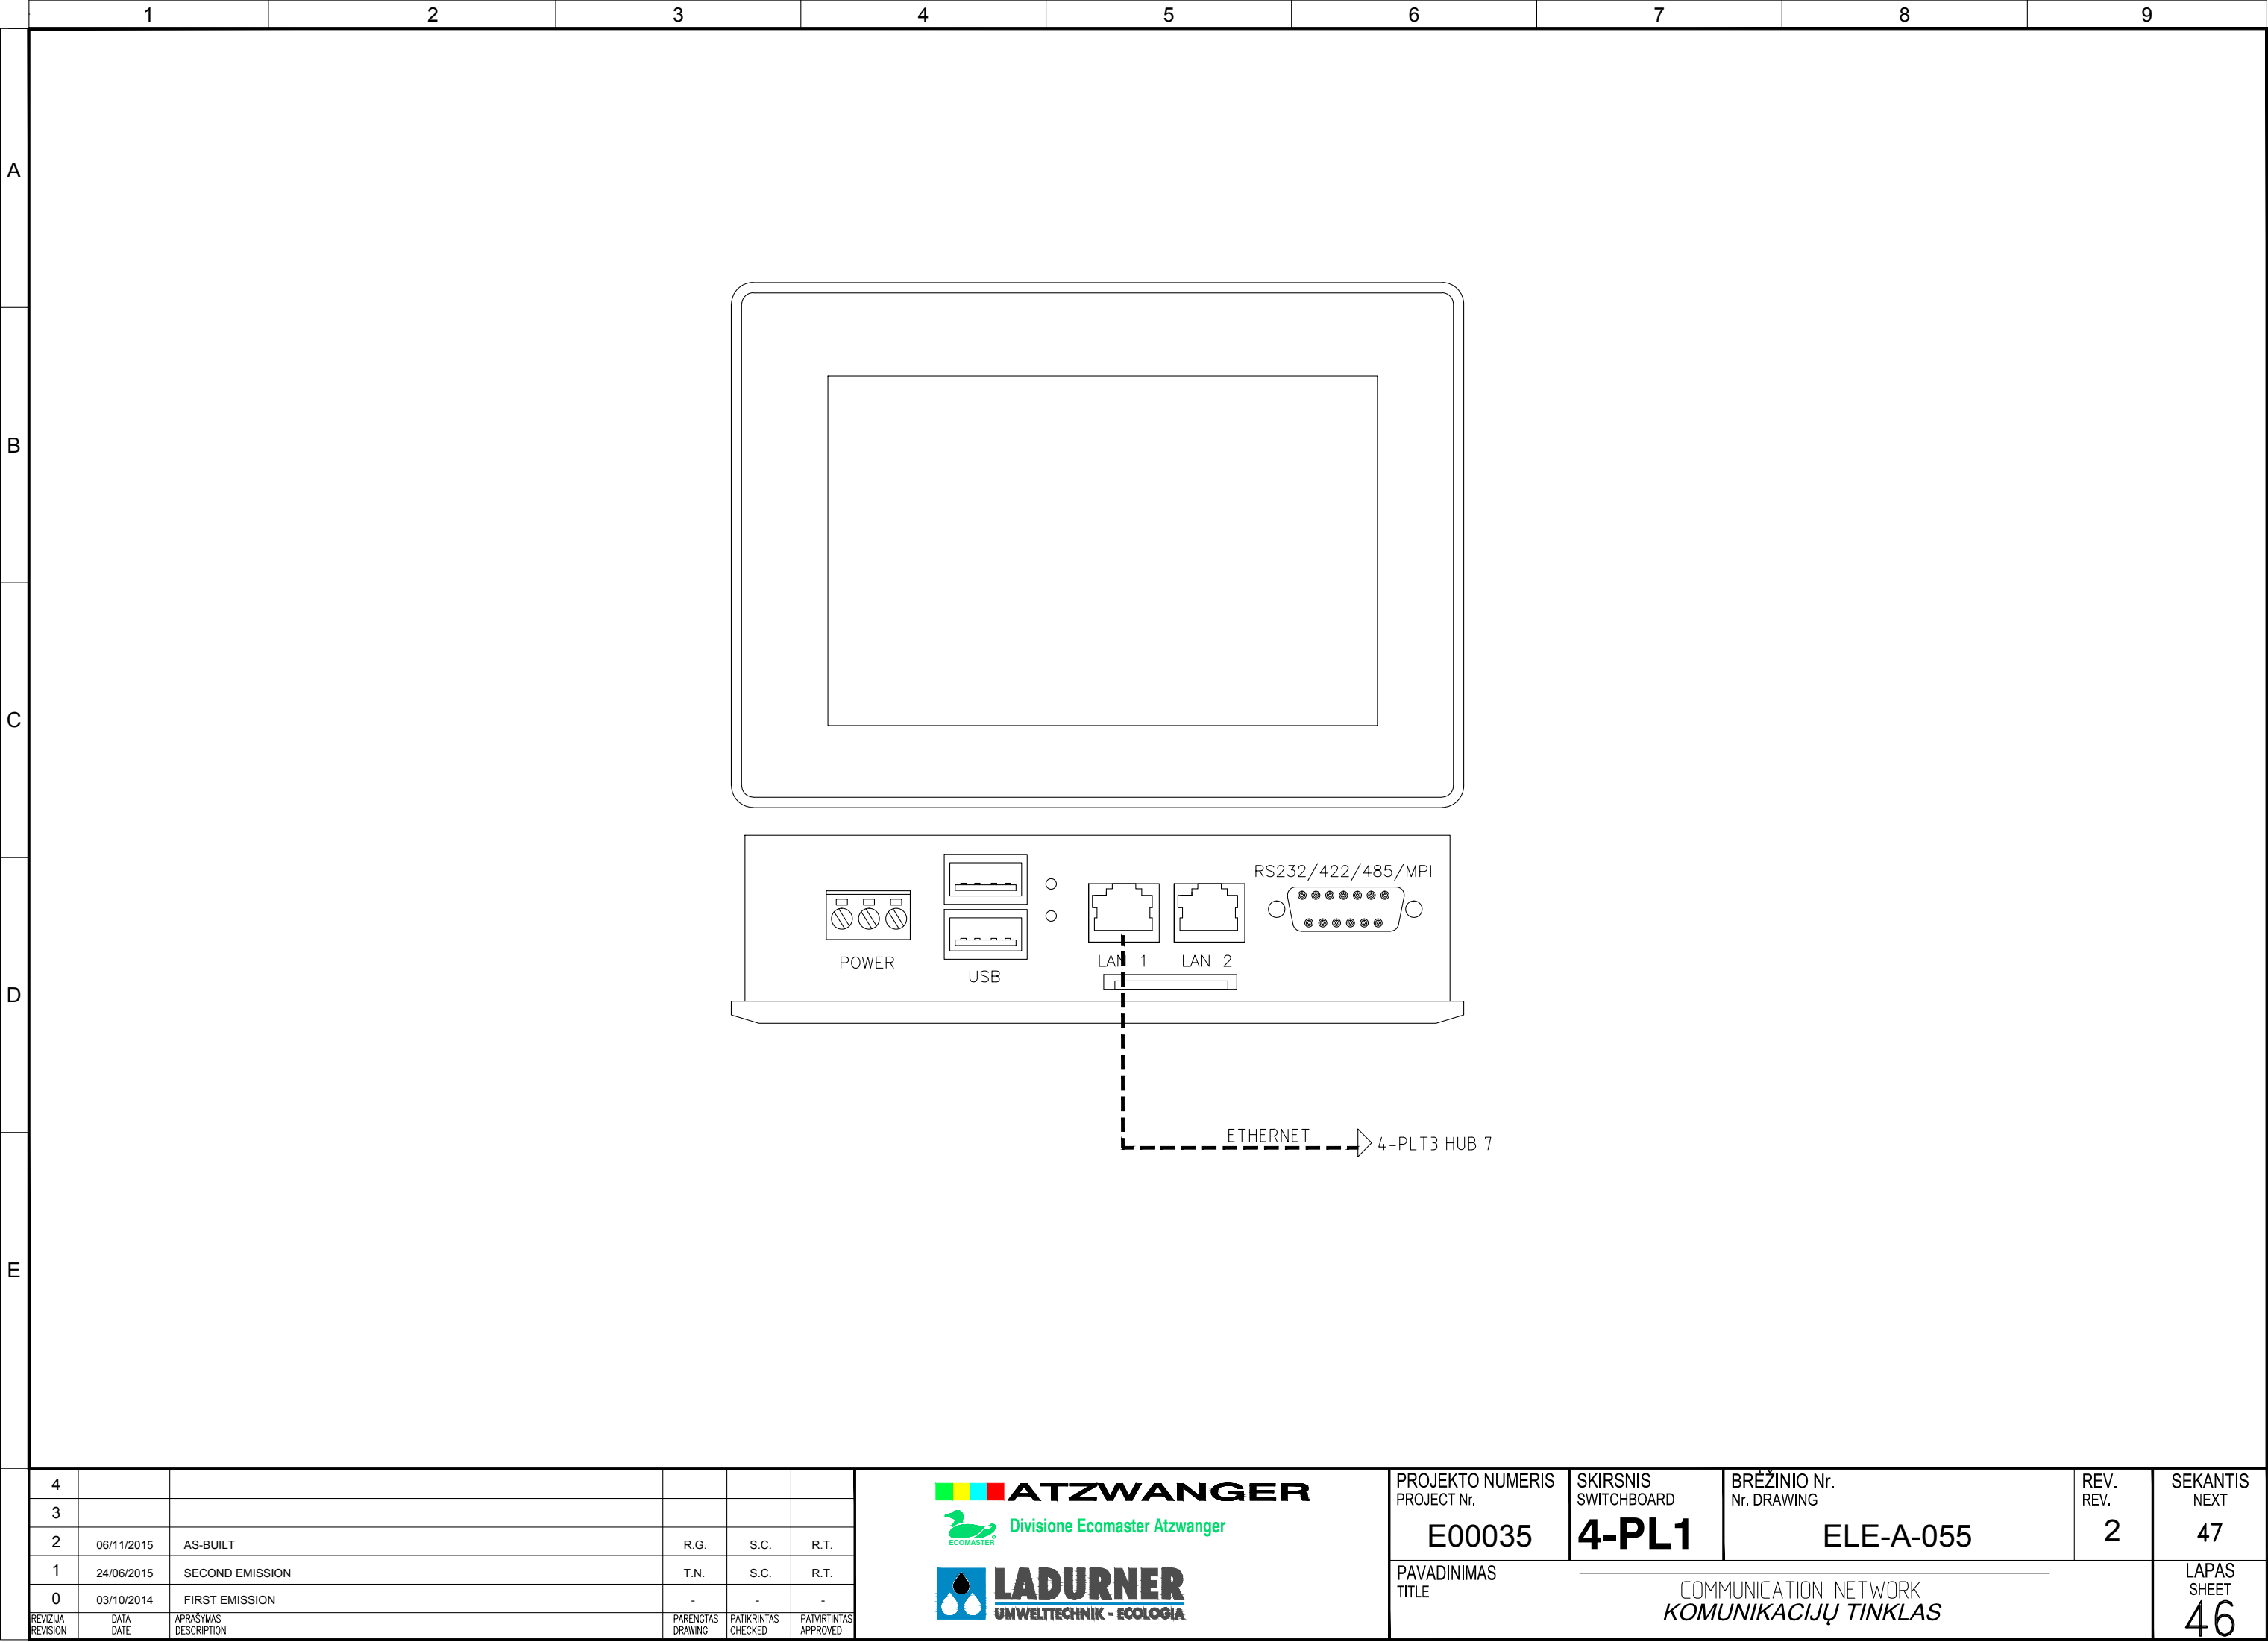 1 2 3 4 5 6 7 8 9
A
B
C
D
E
RS232/422/485/MPI
POWER
USB
LAN 1
LAN 2
ETHERNET
4-PLT3 HUB 7
4
3
2 06/11/2015 AS-BUILT R.G. S.C. R.T.
1 24/06/2015 SECOND EMISSION T.N. S.C. R.T.
0 03/10/2014 FIRST EMISSION - - -
REVIZIJA DATA APRAŠYMAS PARENGTAS PATIKRINTAS PATVIRTINTAS
REVISION DATE DESCRIPTION DRAWING CHECKED APPROVED
ATZWANGER
Divisione Ecomaster Atzwanger
ECOMASTER
LADURNER
UMWELTTECHNIK - ECOLOGIA
PROJEKTO NUMERIS
PROJECT Nr.
E00035
SKIRSNIS
SWITCHBOARD
4-PL1
BRĖŽINIO Nr.
Nr. DRAWING
ELE-A-055
REV.
REV.
2
SEKANTIS
NEXT
47
PAVADINIMAS
TITLE
COMMUNICATION NETWORK
KOMUNIKACIJŲ TINKLAS
LAPAS
SHEET
46